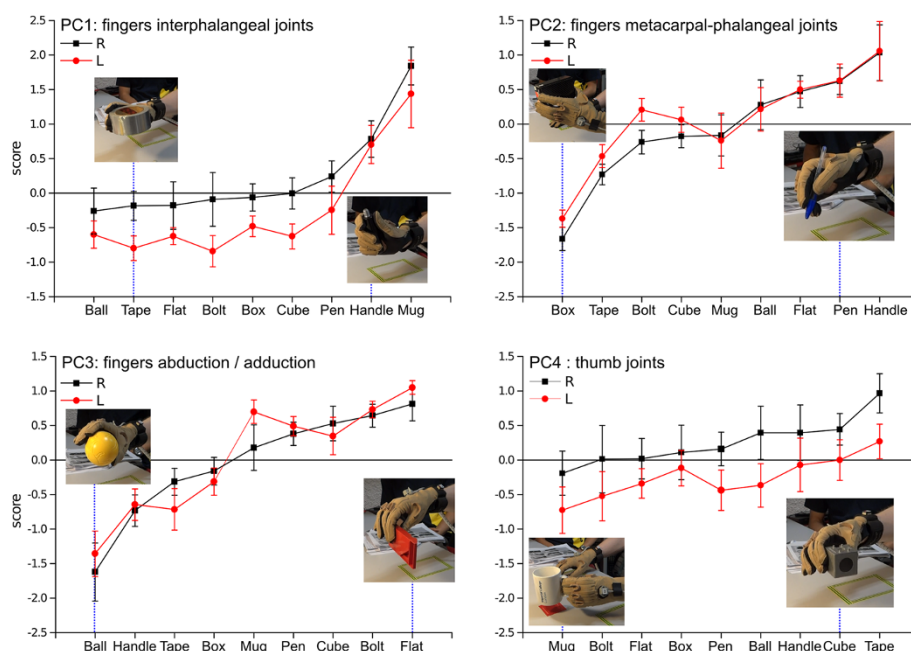 PC1: fingers interphalangeal joints
R
L
score
2.5
2.0
1.5
1.0
0.5
0.0
-0.5
-1.0
-1.5
Ball Tape Flat Bolt Box Cube Pen Handle Mug
PC2: fingers metacarpal-phalangeal joints
R
L
1.5
1.0
0.5
0.0
-0.5
-1.0
-1.5
-2.0
-2.5
Box Tape Bolt Cube Mug Ball Flat Pen Handle
PC3: fingers abduction / adduction
R
L
score
1.5
1.0
0.5
0.0
-0.5
-1.0
-1.5
-2.0
-2.5
Ball Handle Tape Box Mug Pen Cube Bolt Flat
PC4 : thumb joints
R
L
1.5
1.0
0.5
0.0
-0.5
-1.0
-1.5
-2.0
-2.5
Mug Bolt Flat Box Pen Ball Handle Cube Tape